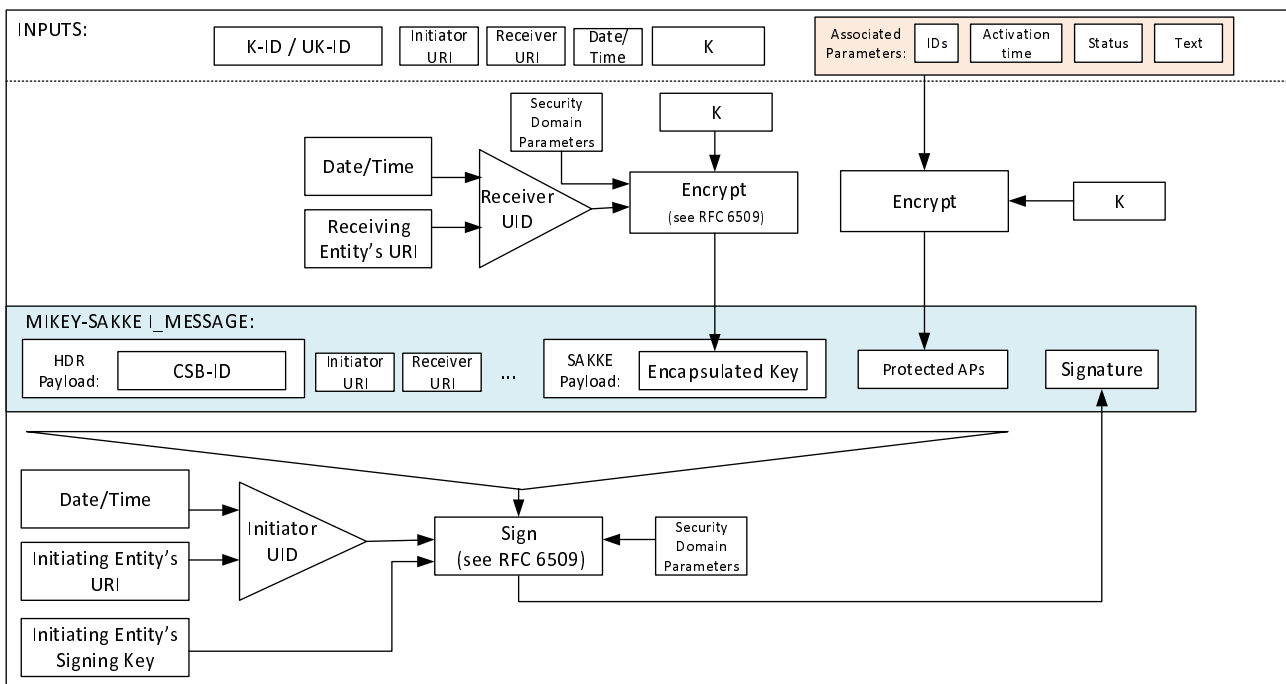 INPUTS:
K-ID / UK-ID
Initiator
URI
Receiver
URI
Date/
Time
K
Associated
Parameters:
IDs
Activation
time
Status
Text
Security
Domain
Parameters
K
Date/Time
Receiver
UID
Encrypt
(see RFC 6509)
Encrypt
K
Receiving
Entity's URI
MIKEY-SAKKE I_MESSAGE:
HDR
Payload:
CSB-ID
Initiator
URI
Receiver
URI
...
SAKKE
Payload:
Encapsulated Key
Protected APs
Signature
Date/Time
Initiator
UID
Sign
(see RFC 6509)
Security
Domain
Parameters
Initiating Entity's
URI
Initiating Entity's
Signing Key